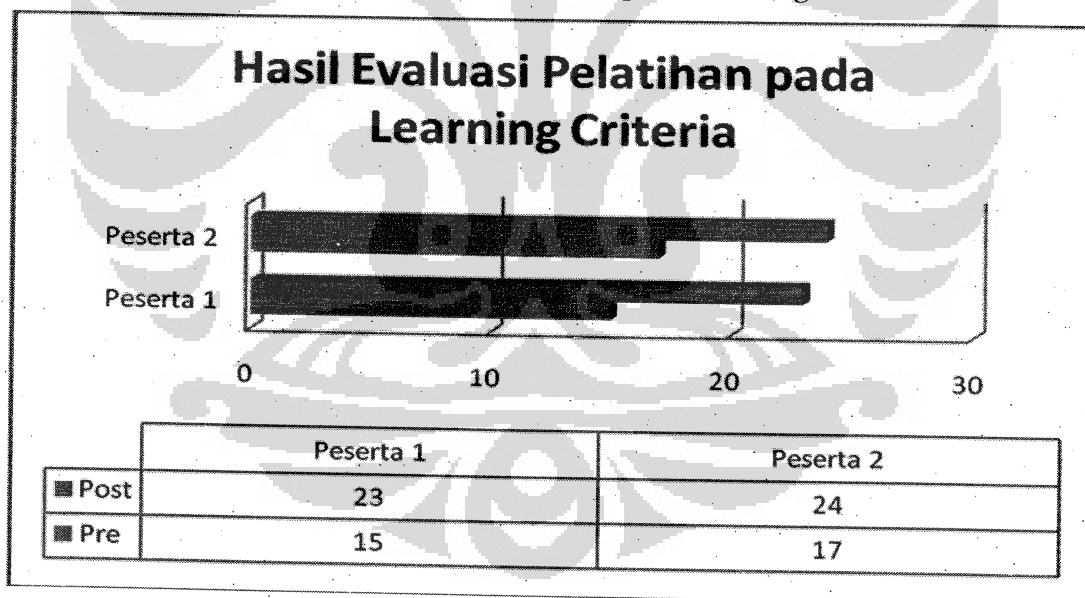 Hasil Evaluasi Pelatihan pada
Learning Criteria
Peserta 2
Peserta 1
0 10 20 30
Peserta 1 Peserta 2
Post 23 24
Pre 15 17